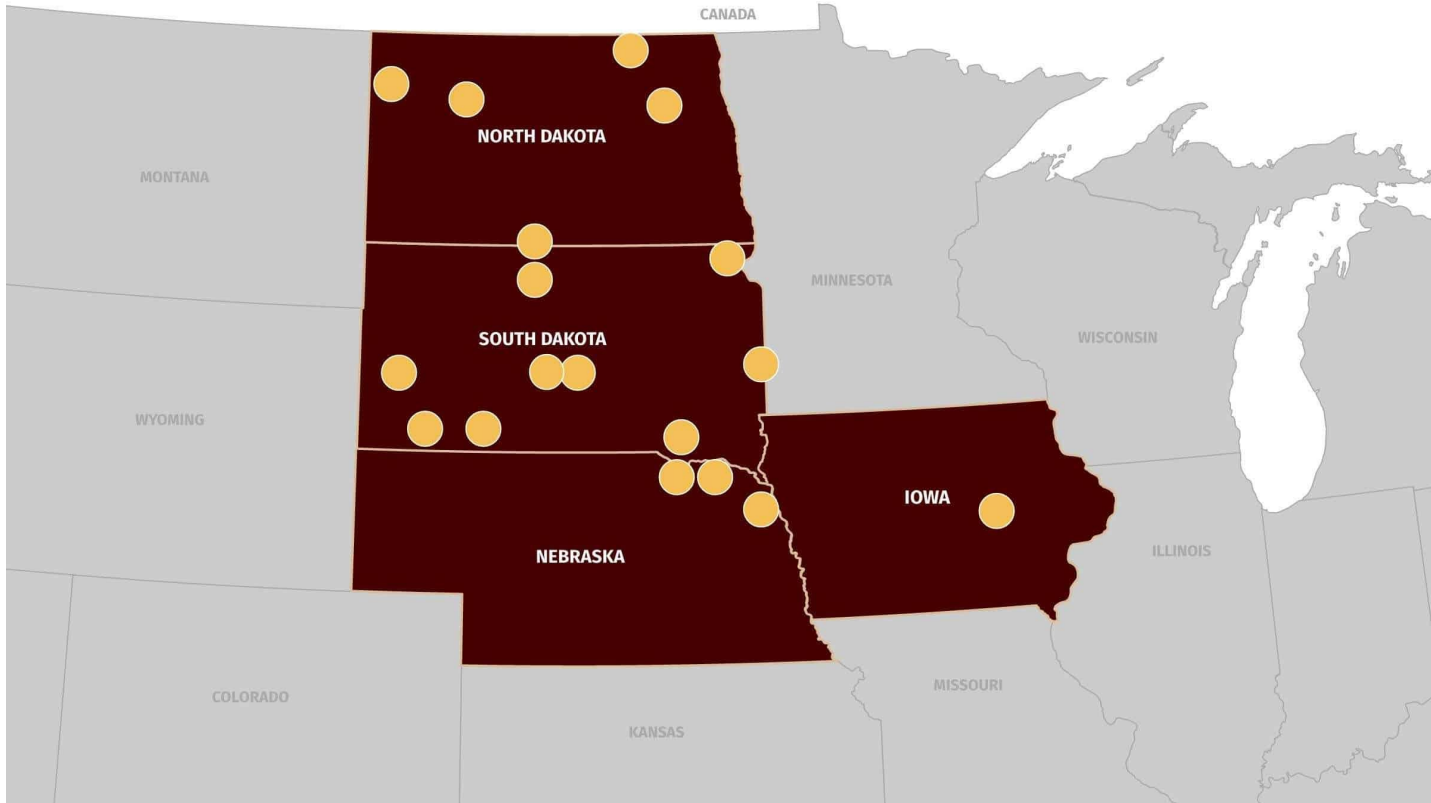 CANADA
NORTH DAKOTA
MONTANA
MINNESOTA
SOUTH DAKOTA
WISCONSIN
WYOMING
IOWA
NEBRASKA
ILLINOIS
MISSOURI
COLORADO
KANSAS